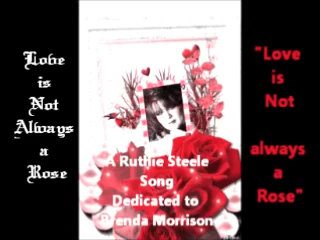 Love
is
Not
Always
a
Rose
A Ruthie Steele
Song
Dedicated to
Brenda Morrison
"Love
is
Not
always
a
Rose"